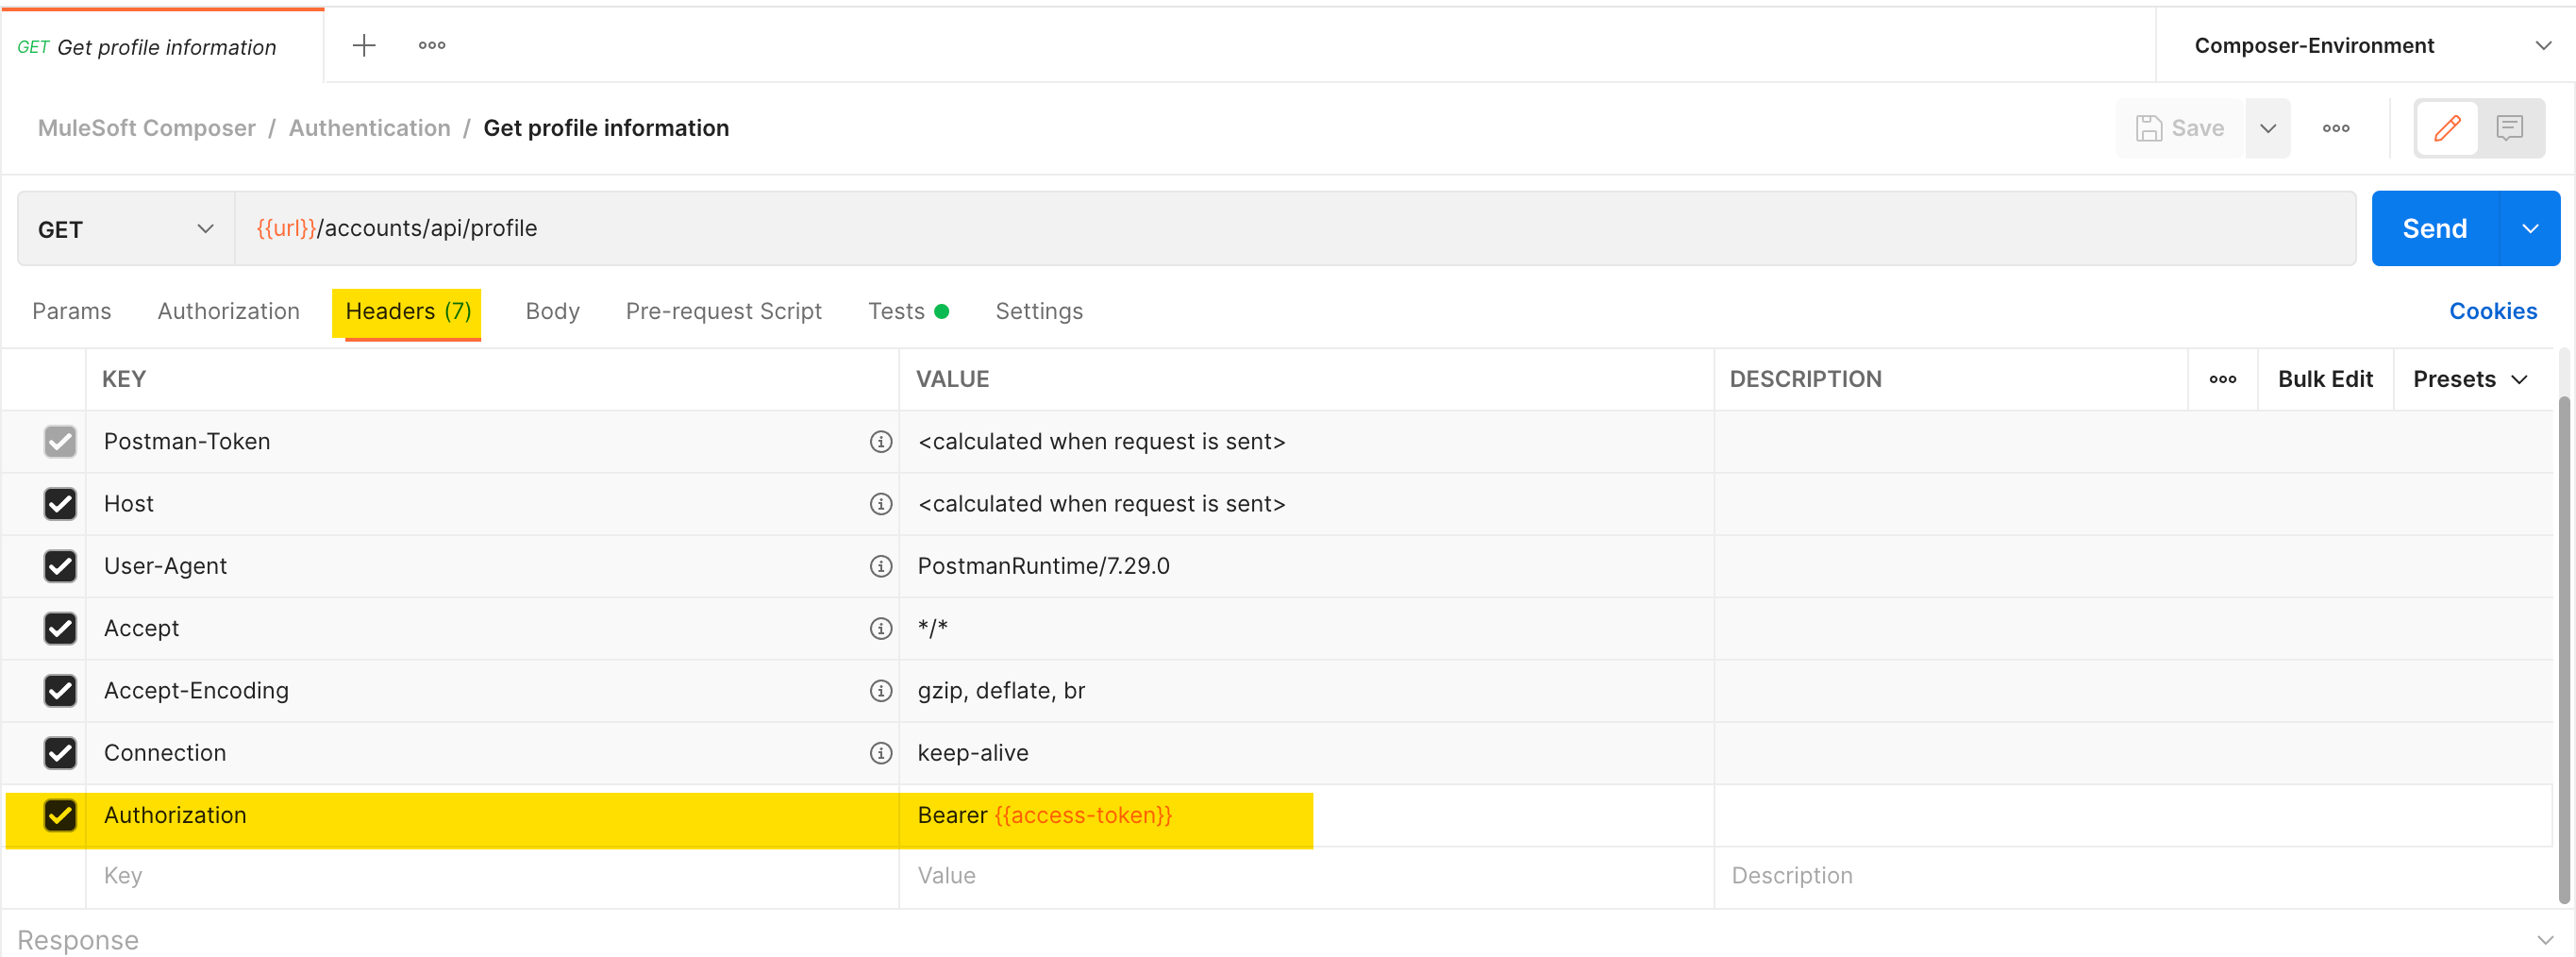 GET Get profile information
Composer-Environment
MuleSoft Composer / Authentication / Get profile information
Save
GET {{url}}/accounts/api/profile Send
Params Authorization Headers (7) Body Pre-request Script Tests Settings Cookies
KEY VALUE DESCRIPTION Bulk Edit Presets
Postman-Token <calculated when request is sent>
Host <calculated when request is sent>
User-Agent PostmanRuntime/7.29.0
Accept */*
Accept-Encoding gzip, deflate, br
Connection keep-alive
Authorization Bearer {{access-token}}
Key Value Description
Response